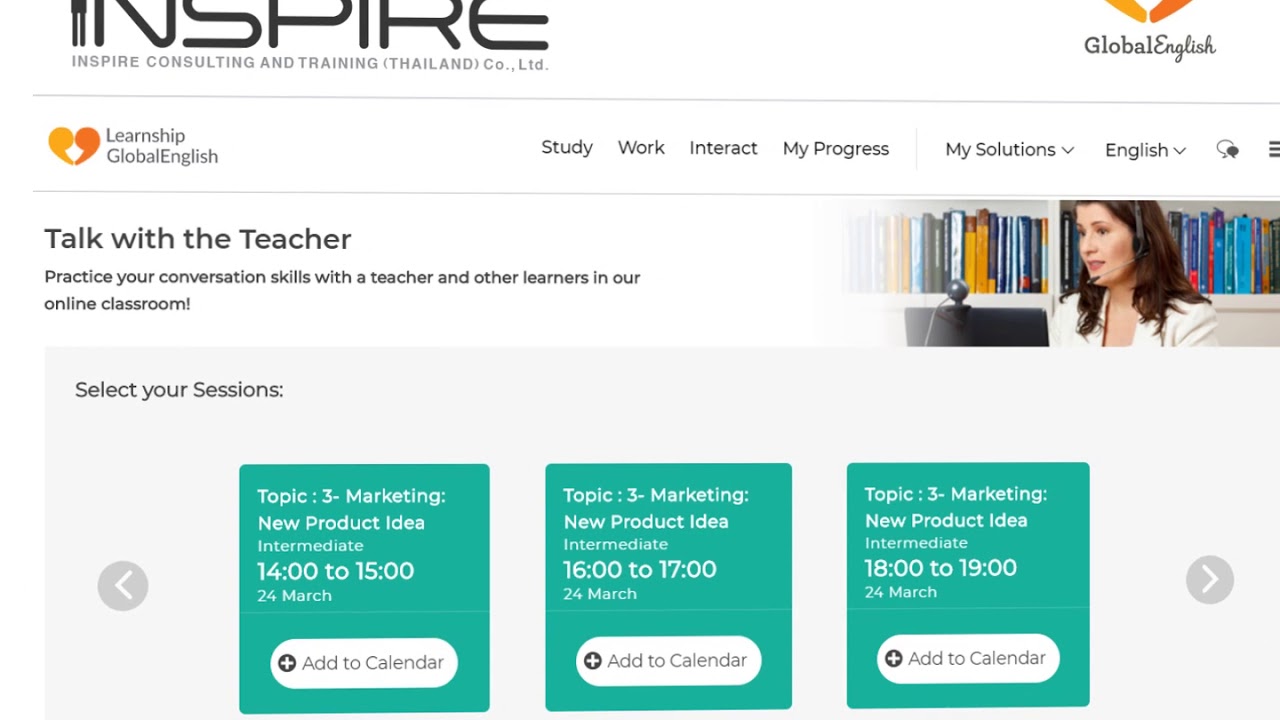 INSPIRE
INSPIRE CONSULTING AND TRAINING (THAILAND) Co., Ltd.
GlobalEnglish
Learnship
GlobalEnglish
Study Work Interact My Progress My Solutions English
Talk with the Teacher
Practice your conversation skills with a teacher and other learners in our
online classroom!
Select your Sessions:
Topic : 3- Marketing:
New Product Idea
Intermediate
14:00 to 15:00
24 March
Add to Calendar
Topic : 3- Marketing:
New Product Idea
Intermediate
16:00 to 17:00
24 March
Add to Calendar
Topic : 3- Marketing:
New Product Idea
Intermediate
18:00 to 19:00
24 March
Add to Calendar